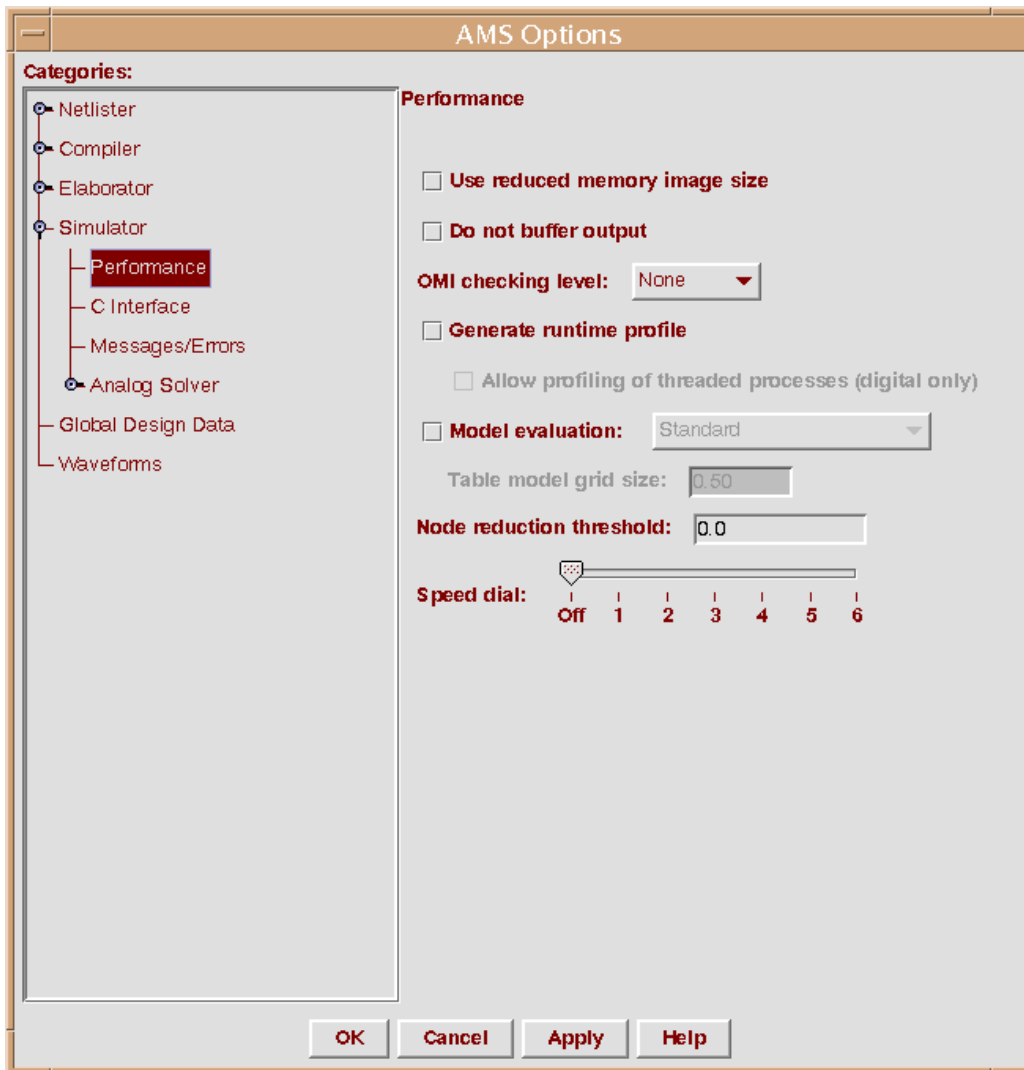 AMS Options
Categories:
Netlister
Compiler
Elaborator
Simulator
Performance
C Interface
Messages/Errors
Analog Solver
Global Design Data
Waveforms
Performance
Use reduced memory image size
Do not buffer output
OMI checking level: None
Generate runtime profile
Allow profiling of threaded processes (digital only)
Model evaluation: Standard
Table model grid size: 0.50
Node reduction threshold: 0.0
Speed dial:
Off 1 2 3 4 5 6
OK Cancel Apply Help